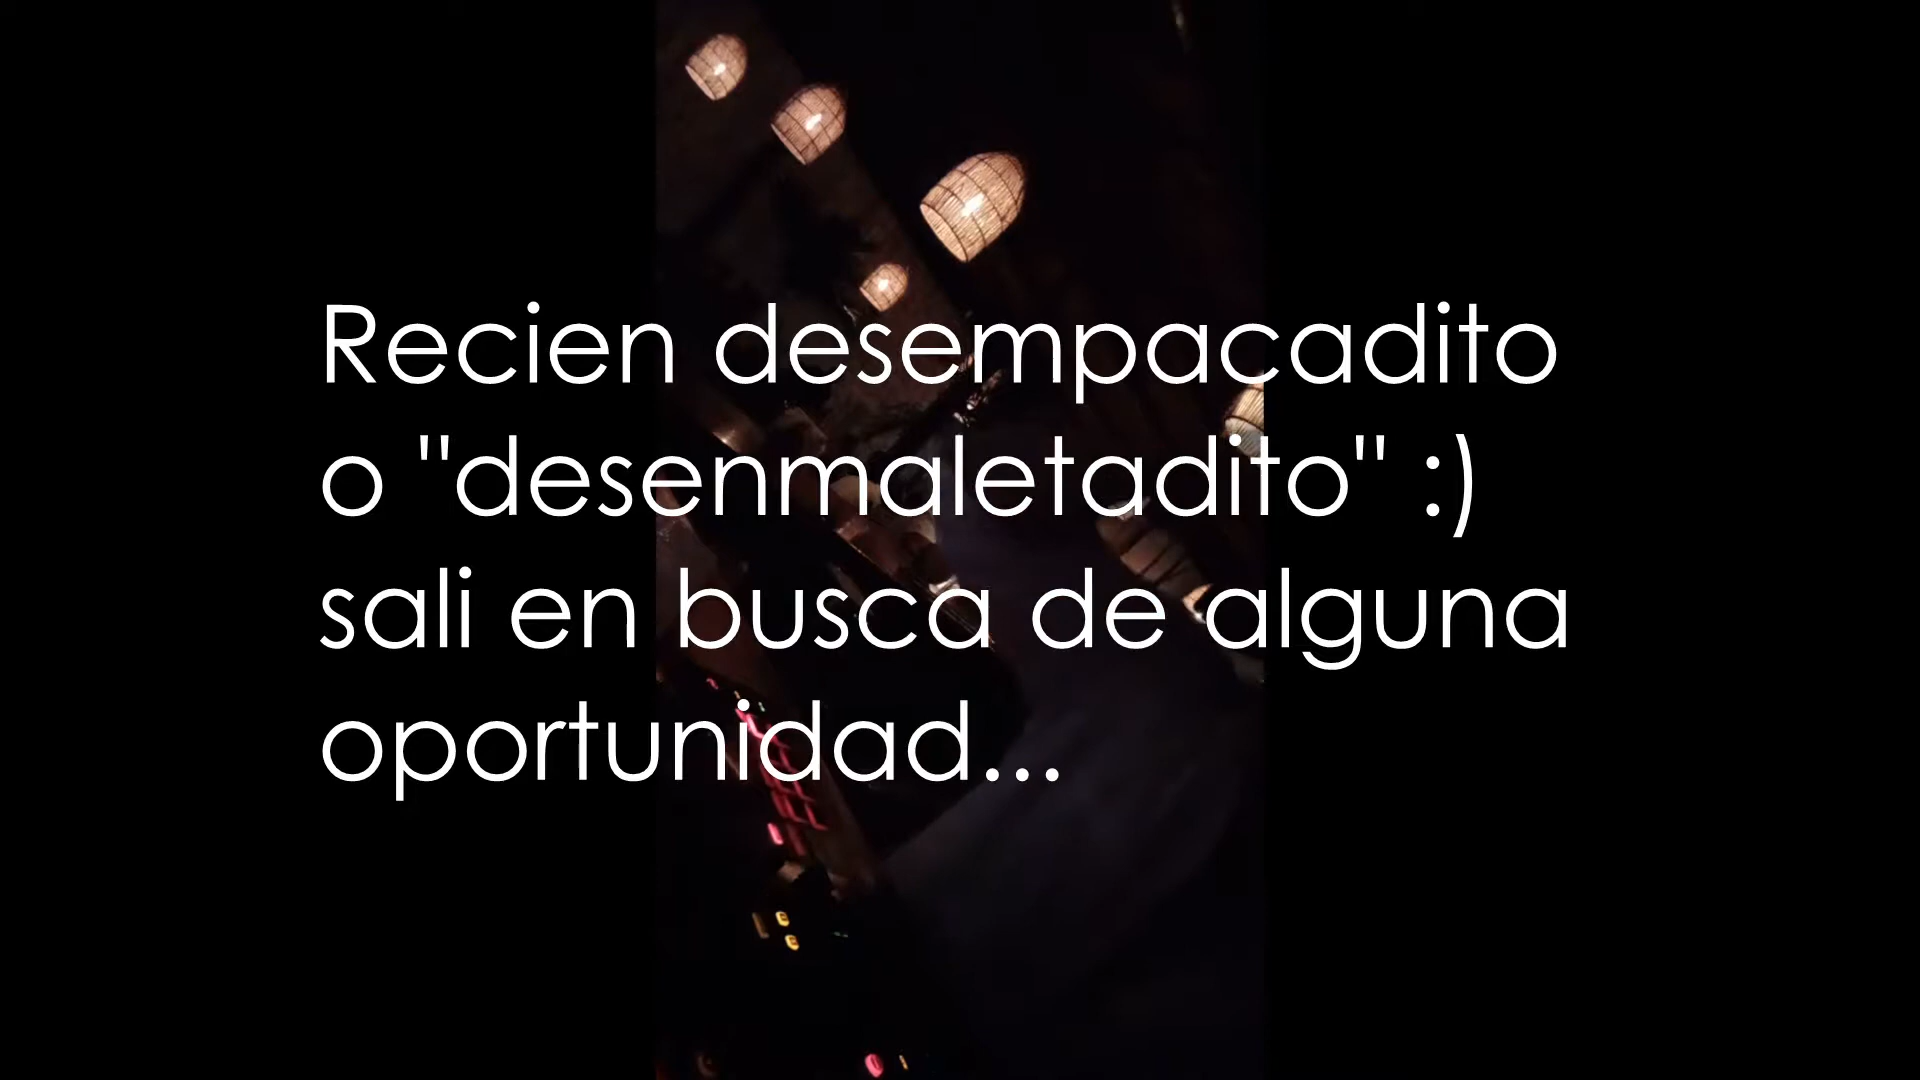 Recien desempacadito
o "desenmaletadito" :)
sali en busca de alguna
oportunidad...